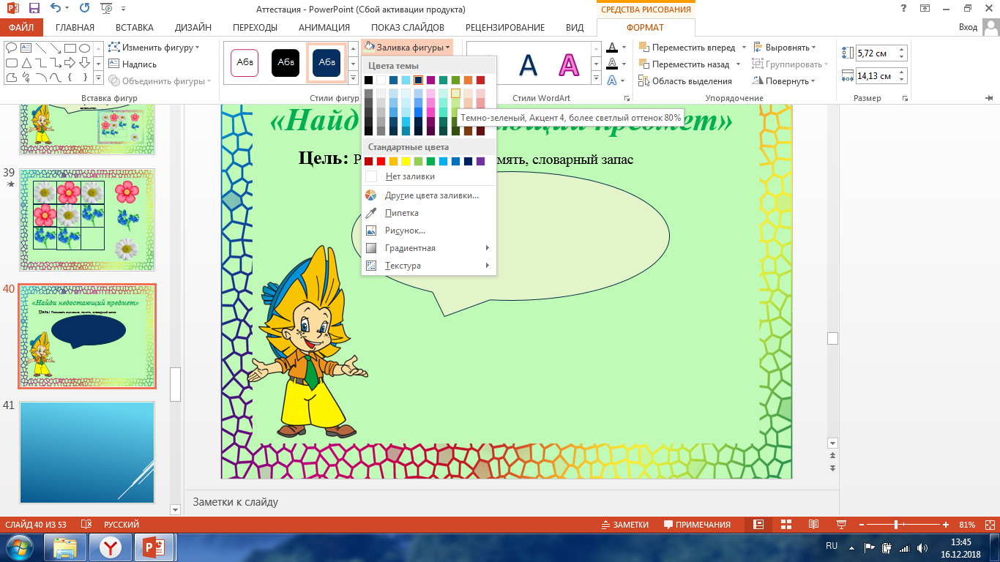 Аттестация - PowerPoint (Сбой активации продукта)
СРЕДСТВА РИСОВАНИЯ
?
ФАЙЛ ГЛАВНАЯ ВСТАВКА ДИЗАЙН ПЕРЕХОДЫ АНИМАЦИЯ ПОКАЗ СЛАЙДОВ РЕЦЕНЗИРОВАНИЕ ВИД ФОРМАТ Вход
Изменить фигуру
Надпись
Объединить фигуры
Вставка фигур
Абв Абв Абв
Стили фигур
Заливка фигуры
A A
A
A
A
Стили WordArt
Переместить вперед
Переместить назад
Область выделения
Выровнять
Группировать
Повернуть
Упорядочение
5,72 см
14,13 см
Размер
Цвета темы
Темно-зеленый, Акцент 4, более светлый оттенок 80%
Стандартные цвета
Нет заливки
Другие цвета заливки...
Пипетка
Рисунок...
Градиентная
Текстура
39
40
«Найди недостающий предмет»
Цель: Развивать внимание, память, словарный запас
41
«Найд ающий предмет»
Цель: Р мять, словарный запас
Заметки к слайду
СЛАЙД 40 ИЗ 53 РУССКИЙ ЗАМЕТКИ ПРИМЕЧАНИЯ 81%
RU
13:45
16.12.2018